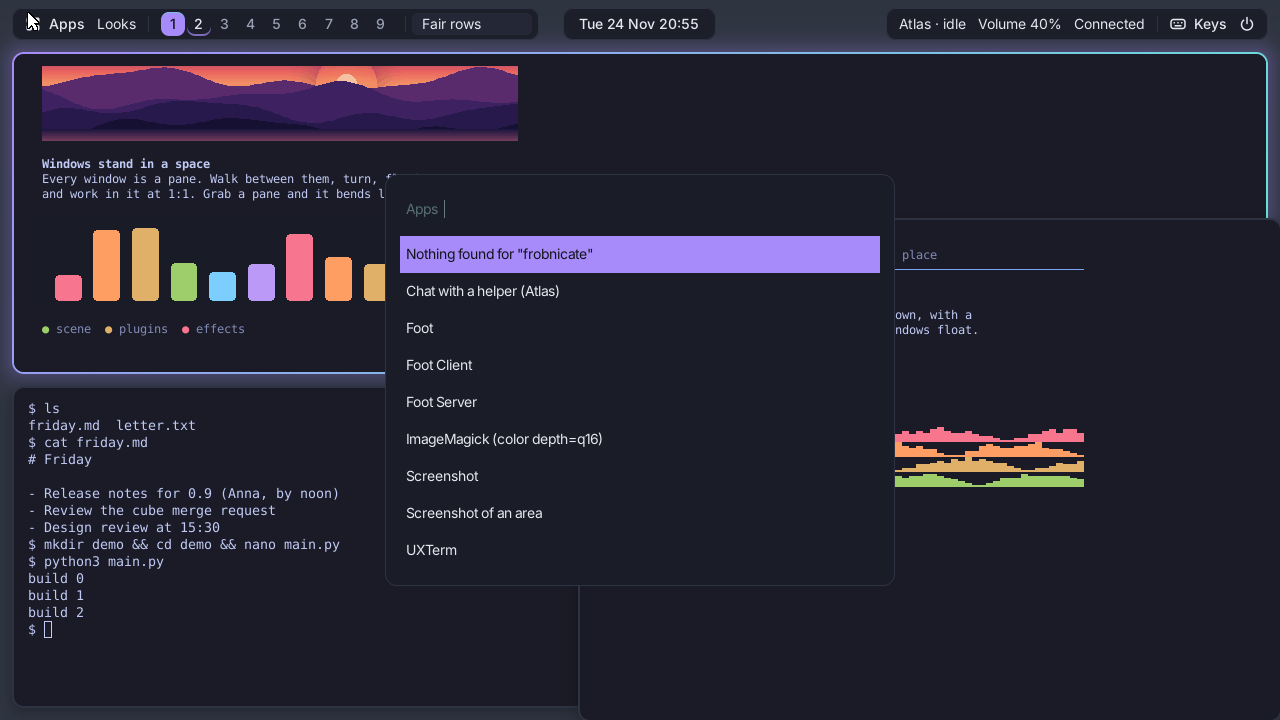 Apps Looks 1 2 3 4 5 6 7 8 9 Fair rows
Tue 24 Nov 20:55
Atlas · idle Volume 40% Connected Keys
Windows stand in a space
Every window is a pane. Walk between them, turn,
and work in it at 1:1. Grab a pane and it bends
scene plugins effects
$ ls
friday.md letter.txt
$ cat friday.md
# Friday
- Release notes for 0.9 (Anna, by noon)
- Review the cube merge request
- Design review at 15:30
$ mkdir demo && cd demo && nano main.py
$ python3 main.py
build 0
build 1
build 2
$
Apps
Nothing found for "frobnicate"
Chat with a helper (Atlas)
Foot
Foot Client
Foot Server
ImageMagick (color depth=q16)
Screenshot
Screenshot of an area
UXTerm
place
own, with a
ndows float.